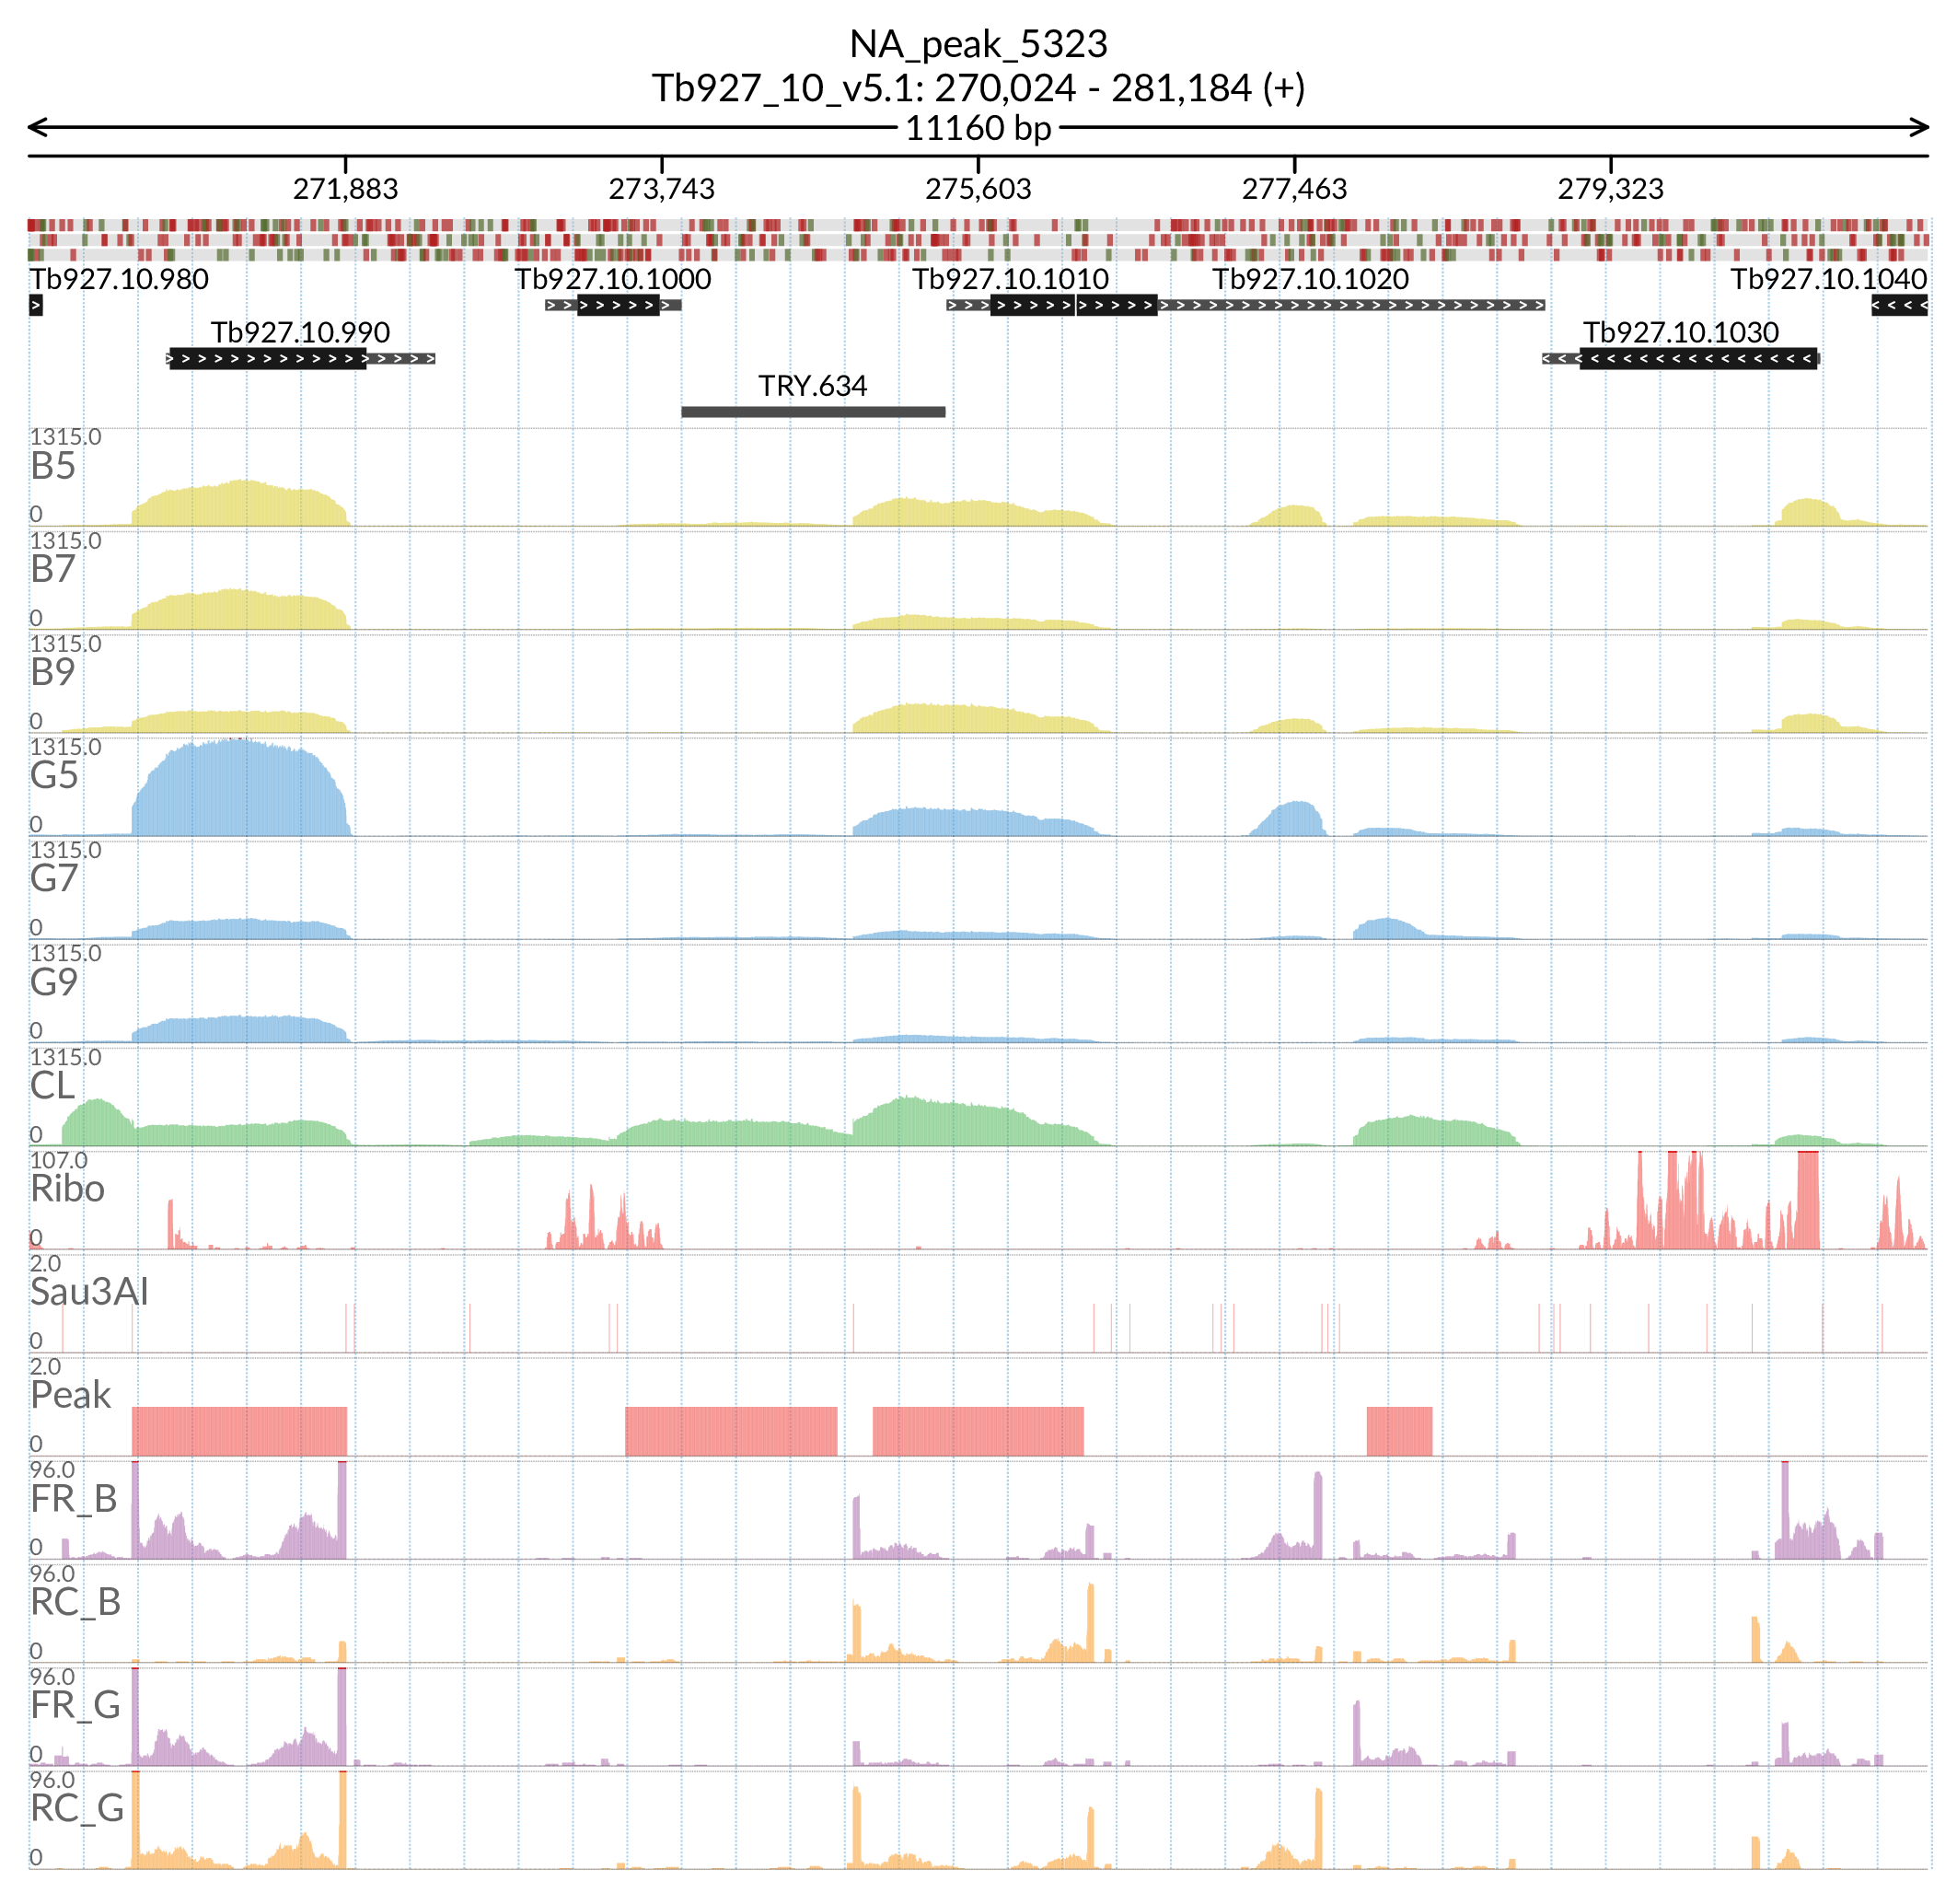 NA_peak_5323
Tb927_10_v5.1: 270,024 - 281,184 (+)
11160 bp
271,883 273,743 275,603 277,463 279,323
Tb927.10.980 Tb927.10.1000 Tb927.10.1010 Tb927.10.1020 Tb927.10.1040
Tb927.10.990 Tb927.10.1030
TRY.634
1315.0
B5
0
1315.0
B7
0
1315.0
B9
0
1315.0
G5
0
1315.0
G7
0
1315.0
G9
0
1315.0
CL
0
107.0
Ribo
0
2.0
Sau3AI
0
2.0
Peak
0
96.0
FR_B
0
96.0
RC_B
0
96.0
FR_G
0
96.0
RC_G
0